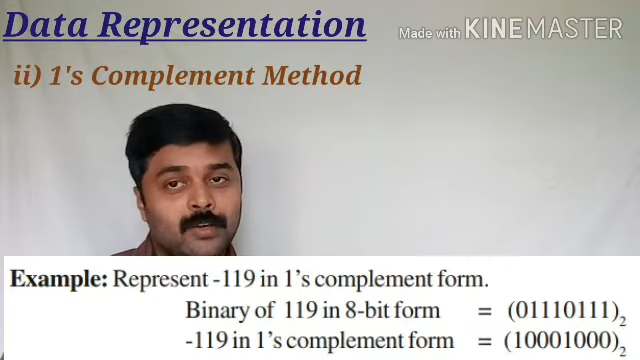 Data Representation
Made with KINEMASTER
ii) 1's Complement Method
Example: Represent -119 in 1’s complement form.
Binary of 119 in 8-bit form = (01110111)₂
-119 in 1’s complement form = (10001000)₂